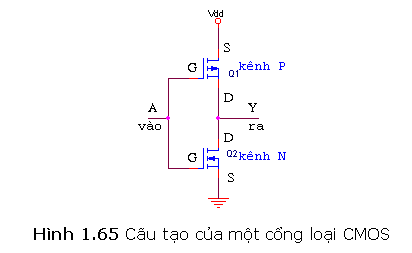 Vdd
S
G
Q1 kênh P
D
A
Y
vào
ra
D
G
Q2 kênh N
S
Hình 1.65 Cấu tạo của một cổng loại CMOS